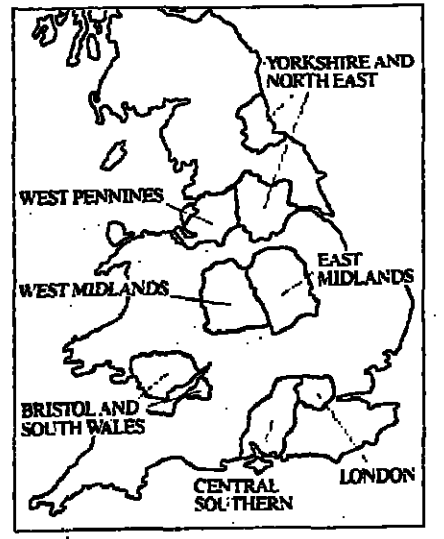 YORKSHIRE AND
NORTH EAST
WEST PENNINES
EAST
MIDLANDS
WEST MIDLANDS
BRISTOL AND
SOUTH WALES
LONDON
CENTRAL
SOUTHERN